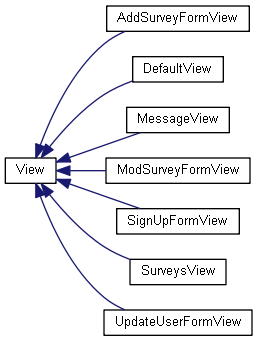 AddSurveyFormView
DefaultView
MessageView
View
ModSurveyFormView
SignUpFormView
SurveysView
UpdateUserFormView